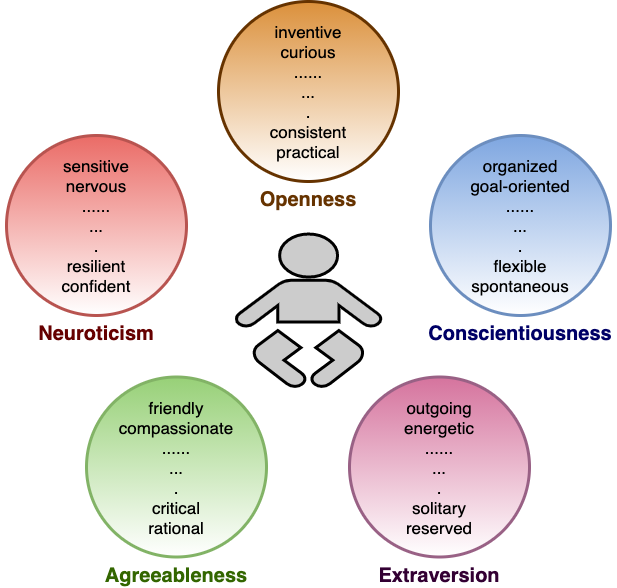 inventive
curious
......
...
.
consistent
practical
Openness
sensitive
nervous
......
...
.
resilient
confident
Neuroticism
organized
goal-oriented
......
...
.
flexible
spontaneous
Conscientiousness
friendly
compassionate
......
...
.
critical
rational
Agreeableness
outgoing
energetic
......
...
.
solitary
reserved
Extraversion